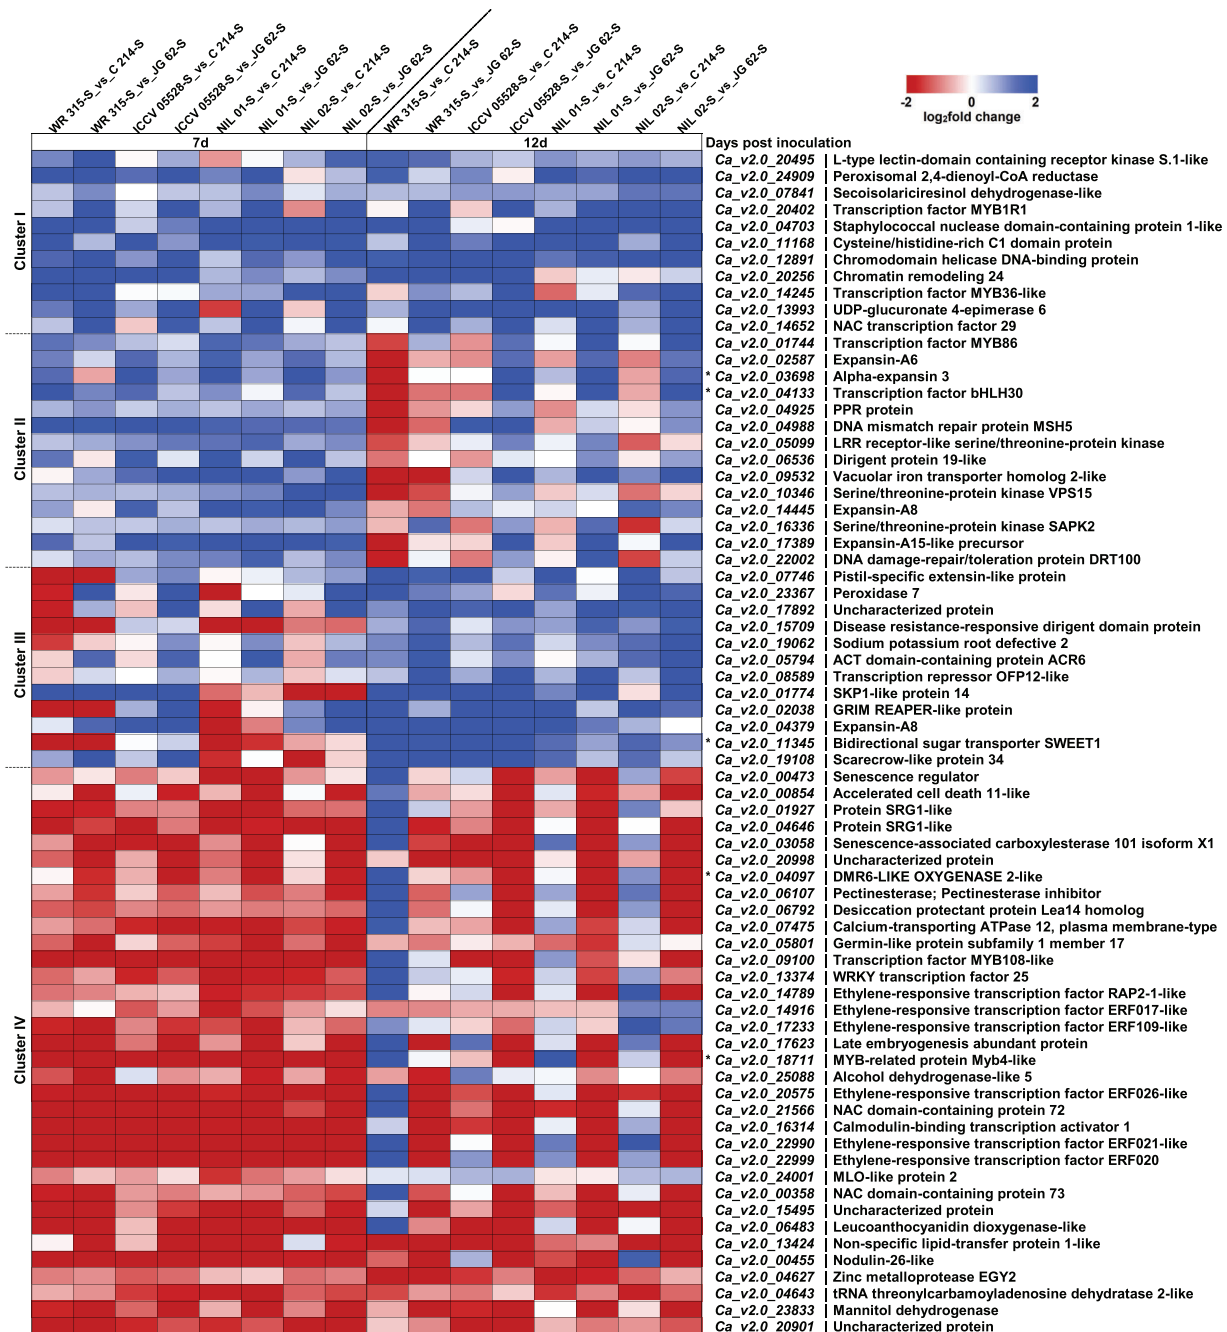 WR 315-S_vs_C 214-S
WR 315-S_vs_JG 62-S
ICCV 05528-S_vs_C 214-S
ICCV 05528-S_vs_JG 62-S
NIL 01-S_vs_C 214-S
NIL 01-S_vs_JG 62-S
NIL 02-S_vs_C 214-S
NIL 02-S_vs_JG 62-S
WR 315-S_vs_C 214-S
WR 315-S_vs_JG 62-S
ICCV 05528-S_vs_C 214-S
ICCV 05528-S_vs_JG 62-S
NIL 01-S_vs_C 214-S
NIL 01-S_vs_JG 62-S
NIL 02-S_vs_C 214-S
NIL 02-S_vs_JG 62-S
-2 0 2
log₂fold change
7d 12d Days post inoculation
Cluster I
Ca_v2.0_20495 | L-type lectin-domain containing receptor kinase S.1-like
Ca_v2.0_24909 | Peroxisomal 2,4-dienoyl-CoA reductase
Ca_v2.0_07841 | Secoisolariciresinol dehydrogenase-like
Ca_v2.0_20402 | Transcription factor MYB1R1
Ca_v2.0_04703 | Staphylococcal nuclease domain-containing protein 1-like
Ca_v2.0_11168 | Cysteine/histidine-rich C1 domain protein
Ca_v2.0_12891 | Chromodomain helicase DNA-binding protein
Ca_v2.0_20256 | Chromatin remodeling 24
Ca_v2.0_14245 | Transcription factor MYB36-like
Ca_v2.0_13993 | UDP-glucuronate 4-epimerase 6
Ca_v2.0_14652 | NAC transcription factor 29
Cluster II
Ca_v2.0_01744 | Transcription factor MYB86
Ca_v2.0_02587 | Expansin-A6
* Ca_v2.0_03698 | Alpha-expansin 3
* Ca_v2.0_04133 | Transcription factor bHLH30
Ca_v2.0_04925 | PPR protein
Ca_v2.0_04988 | DNA mismatch repair protein MSH5
Ca_v2.0_05099 | LRR receptor-like serine/threonine-protein kinase
Ca_v2.0_06536 | Dirigent protein 19-like
Ca_v2.0_09532 | Vacuolar iron transporter homolog 2-like
Ca_v2.0_10346 | Serine/threonine-protein kinase VPS15
Ca_v2.0_14445 | Expansin-A8
Ca_v2.0_16336 | Serine/threonine-protein kinase SAPK2
Ca_v2.0_17389 | Expansin-A15-like precursor
Ca_v2.0_22002 | DNA damage-repair/toleration protein DRT100
Cluster III
Ca_v2.0_07746 | Pistil-specific extensin-like protein
Ca_v2.0_23367 | Peroxidase 7
Ca_v2.0_17892 | Uncharacterized protein
Ca_v2.0_15709 | Disease resistance-responsive dirigent domain protein
Ca_v2.0_19062 | Sodium potassium root defective 2
Ca_v2.0_05794 | ACT domain-containing protein ACR6
Ca_v2.0_08589 | Transcription repressor OFP12-like
Ca_v2.0_01774 | SKP1-like protein 14
Ca_v2.0_02038 | GRIM REAPER-like protein
Ca_v2.0_04379 | Expansin-A8
* Ca_v2.0_11345 | Bidirectional sugar transporter SWEET1
Ca_v2.0_19108 | Scarecrow-like protein 34
Cluster IV
Ca_v2.0_00473 | Senescence regulator
Ca_v2.0_00854 | Accelerated cell death 11-like
Ca_v2.0_01927 | Protein SRG1-like
Ca_v2.0_04646 | Protein SRG1-like
Ca_v2.0_03058 | Senescence-associated carboxylesterase 101 isoform X1
Ca_v2.0_20998 | Uncharacterized protein
* Ca_v2.0_04097 | DMR6-LIKE OXYGENASE 2-like
Ca_v2.0_06107 | Pectinesterase; Pectinesterase inhibitor
Ca_v2.0_06792 | Desiccation protectant protein Lea14 homolog
Ca_v2.0_07475 | Calcium-transporting ATPase 12, plasma membrane-type
Ca_v2.0_05801 | Germin-like protein subfamily 1 member 17
Ca_v2.0_09100 | Transcription factor MYB108-like
Ca_v2.0_13374 | WRKY transcription factor 25
Ca_v2.0_14789 | Ethylene-responsive transcription factor RAP2-1-like
Ca_v2.0_14916 | Ethylene-responsive transcription factor ERF017-like
Ca_v2.0_17233 | Ethylene-responsive transcription factor ERF109-like
Ca_v2.0_17623 | Late embryogenesis abundant protein
* Ca_v2.0_18711 | MYB-related protein Myb4-like
Ca_v2.0_25088 | Alcohol dehydrogenase-like 5
Ca_v2.0_20575 | Ethylene-responsive transcription factor ERF026-like
Ca_v2.0_21566 | NAC domain-containing protein 72
Ca_v2.0_16314 | Calmodulin-binding transcription activator 1
Ca_v2.0_22990 | Ethylene-responsive transcription factor ERF021-like
Ca_v2.0_22999 | Ethylene-responsive transcription factor ERF020
Ca_v2.0_24001 | MLO-like protein 2
Ca_v2.0_00358 | NAC domain-containing protein 73
Ca_v2.0_15495 | Uncharacterized protein
Ca_v2.0_06483 | Leucoanthocyanidin dioxygenase-like
Ca_v2.0_13424 | Non-specific lipid-transfer protein 1-like
Ca_v2.0_00455 | Nodulin-26-like
Ca_v2.0_04627 | Zinc metalloprotease EGY2
Ca_v2.0_04643 | tRNA threonylcarbamoyladenosine dehydratase 2-like
Ca_v2.0_23833 | Mannitol dehydrogenase
Ca_v2.0_20901 | Uncharacterized protein